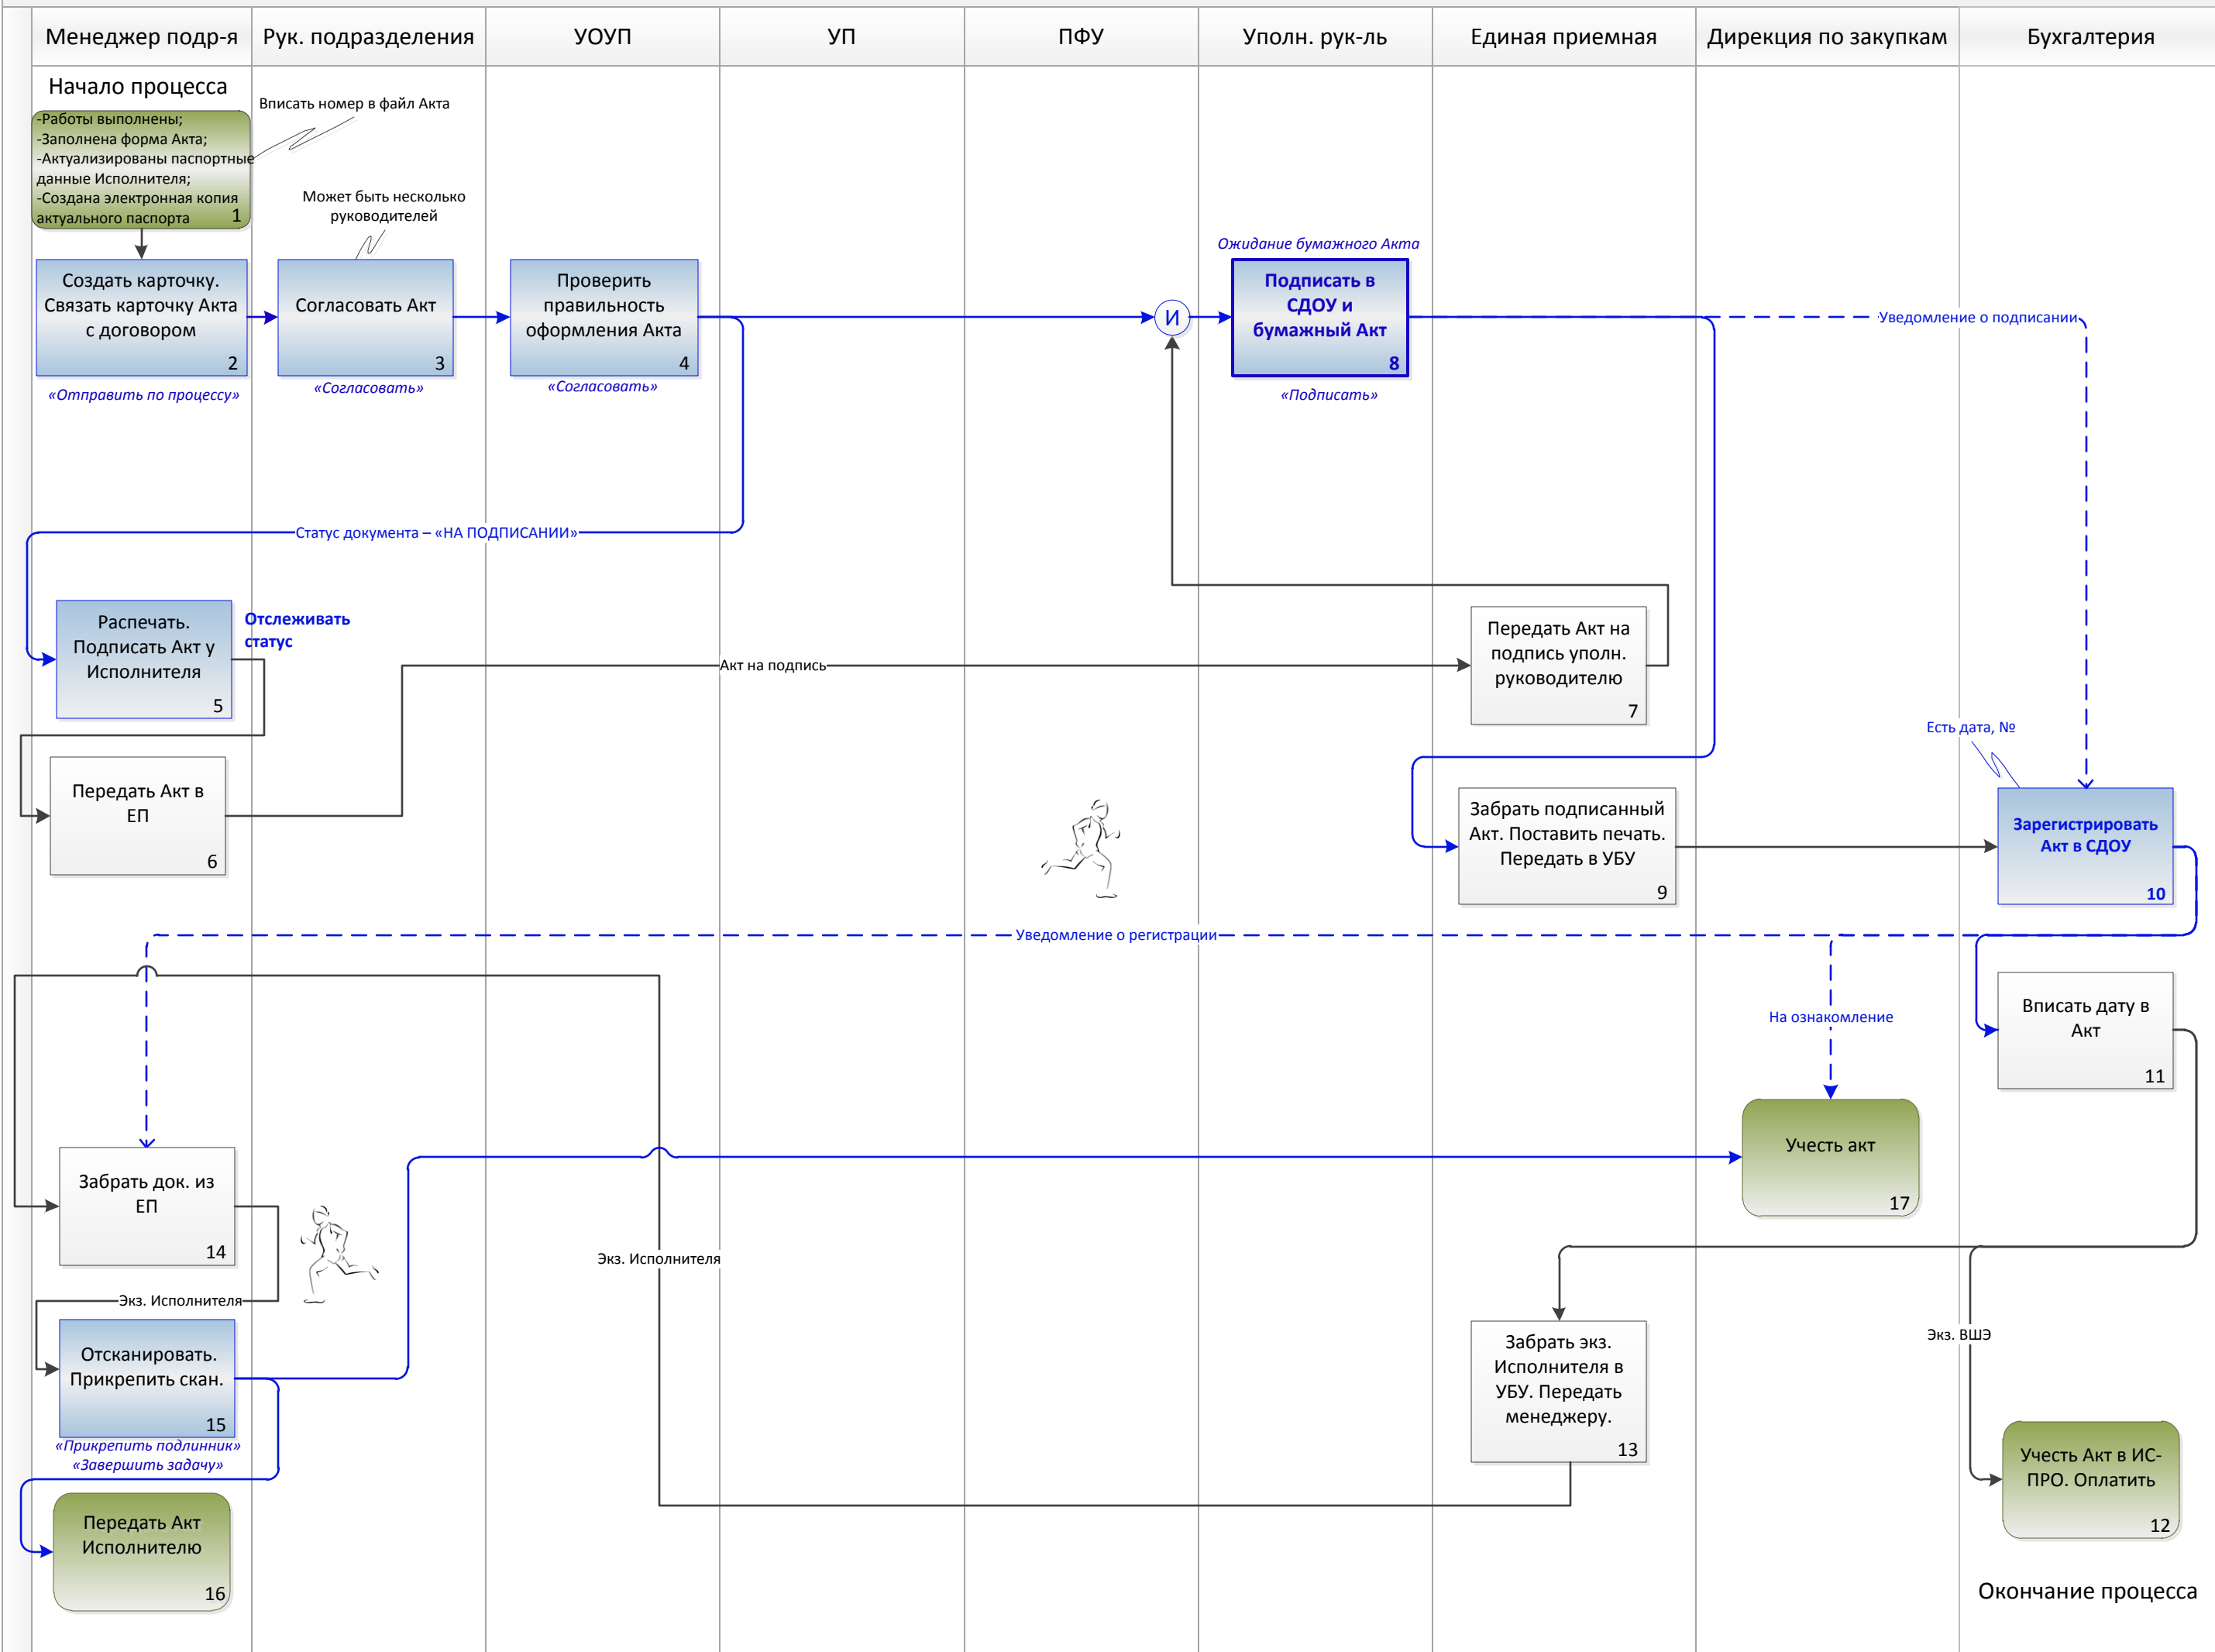 Менеджер подр-я
Рук. подразделения
УОУП
УП
ПФУ
Уполн. рук-ль
Единая приемная
Дирекция по закупкам
Бухгалтерия
Начало процесса
Вписать номер в файл Акта
-Работы выполнены;
-Заполнена форма Акта;
-Актуализированы паспортные
данные Исполнителя;
-Создана электронная копия
актуального паспорта
1
Может быть несколько
руководителей
Создать карточку.
Связать карточку Акта
с договором
2
«Отправить по процессу»
Согласовать Акт
3
«Согласовать»
Проверить
правильность
оформления Акта
4
«Согласовать»
И
Ожидание бумажного Акта
Подписать в
СДОУ и
бумажный Акт
8
«Подписать»
Уведомление о подписании
Статус документа – «НА ПОДПИСАНИИ»
Распечать.
Подписать Акт у
Исполнителя
5
Отслеживать
статус
Акт на подпись
Передать Акт на
подпись уполн.
руководителю
7
Есть дата, №
Передать Акт в
ЕП
6
Забрать подписанный
Акт. Поставить печать.
Передать в УБУ
9
Зарегистрировать
Акт в СДОУ
10
Уведомление о регистрации
На ознакомление
Вписать дату в
Акт
11
Учесть акт
17
Забрать док. из
ЕП
14
Экз. Исполнителя
Экз. Исполнителя
Отсканировать.
Прикрепить скан.
15
«Прикрепить подлинник»
«Завершить задачу»
Забрать экз.
Исполнителя в
УБУ. Передать
менеджеру.
13
Экз. ВШЭ
Учесть Акт в ИС-
ПРО. Оплатить
12
Передать Акт
Исполнителю
16
Окончание процесса